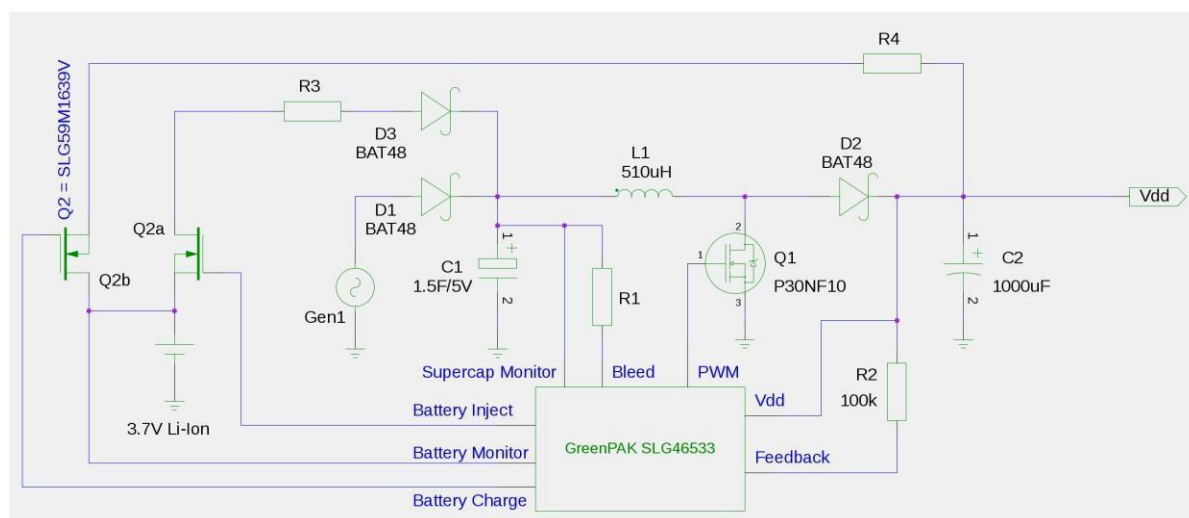 R4
Q2 = SLG59M1639V
R3
D3
BAT48
L1
510uH
D2
BAT48
Vdd
Q2a
D1
BAT48
2
1
Q2b
1
C1
1.5F/5V
Q1
1
C2
Gen1
2
R1
3
P30NF10
2
1000uF
Supercap Monitor
Bleed
PWM
R2
100k
Vdd
Battery Inject
3.7V Li-Ion
GreenPAK SLG46533
Battery Monitor
Feedback
Battery Charge